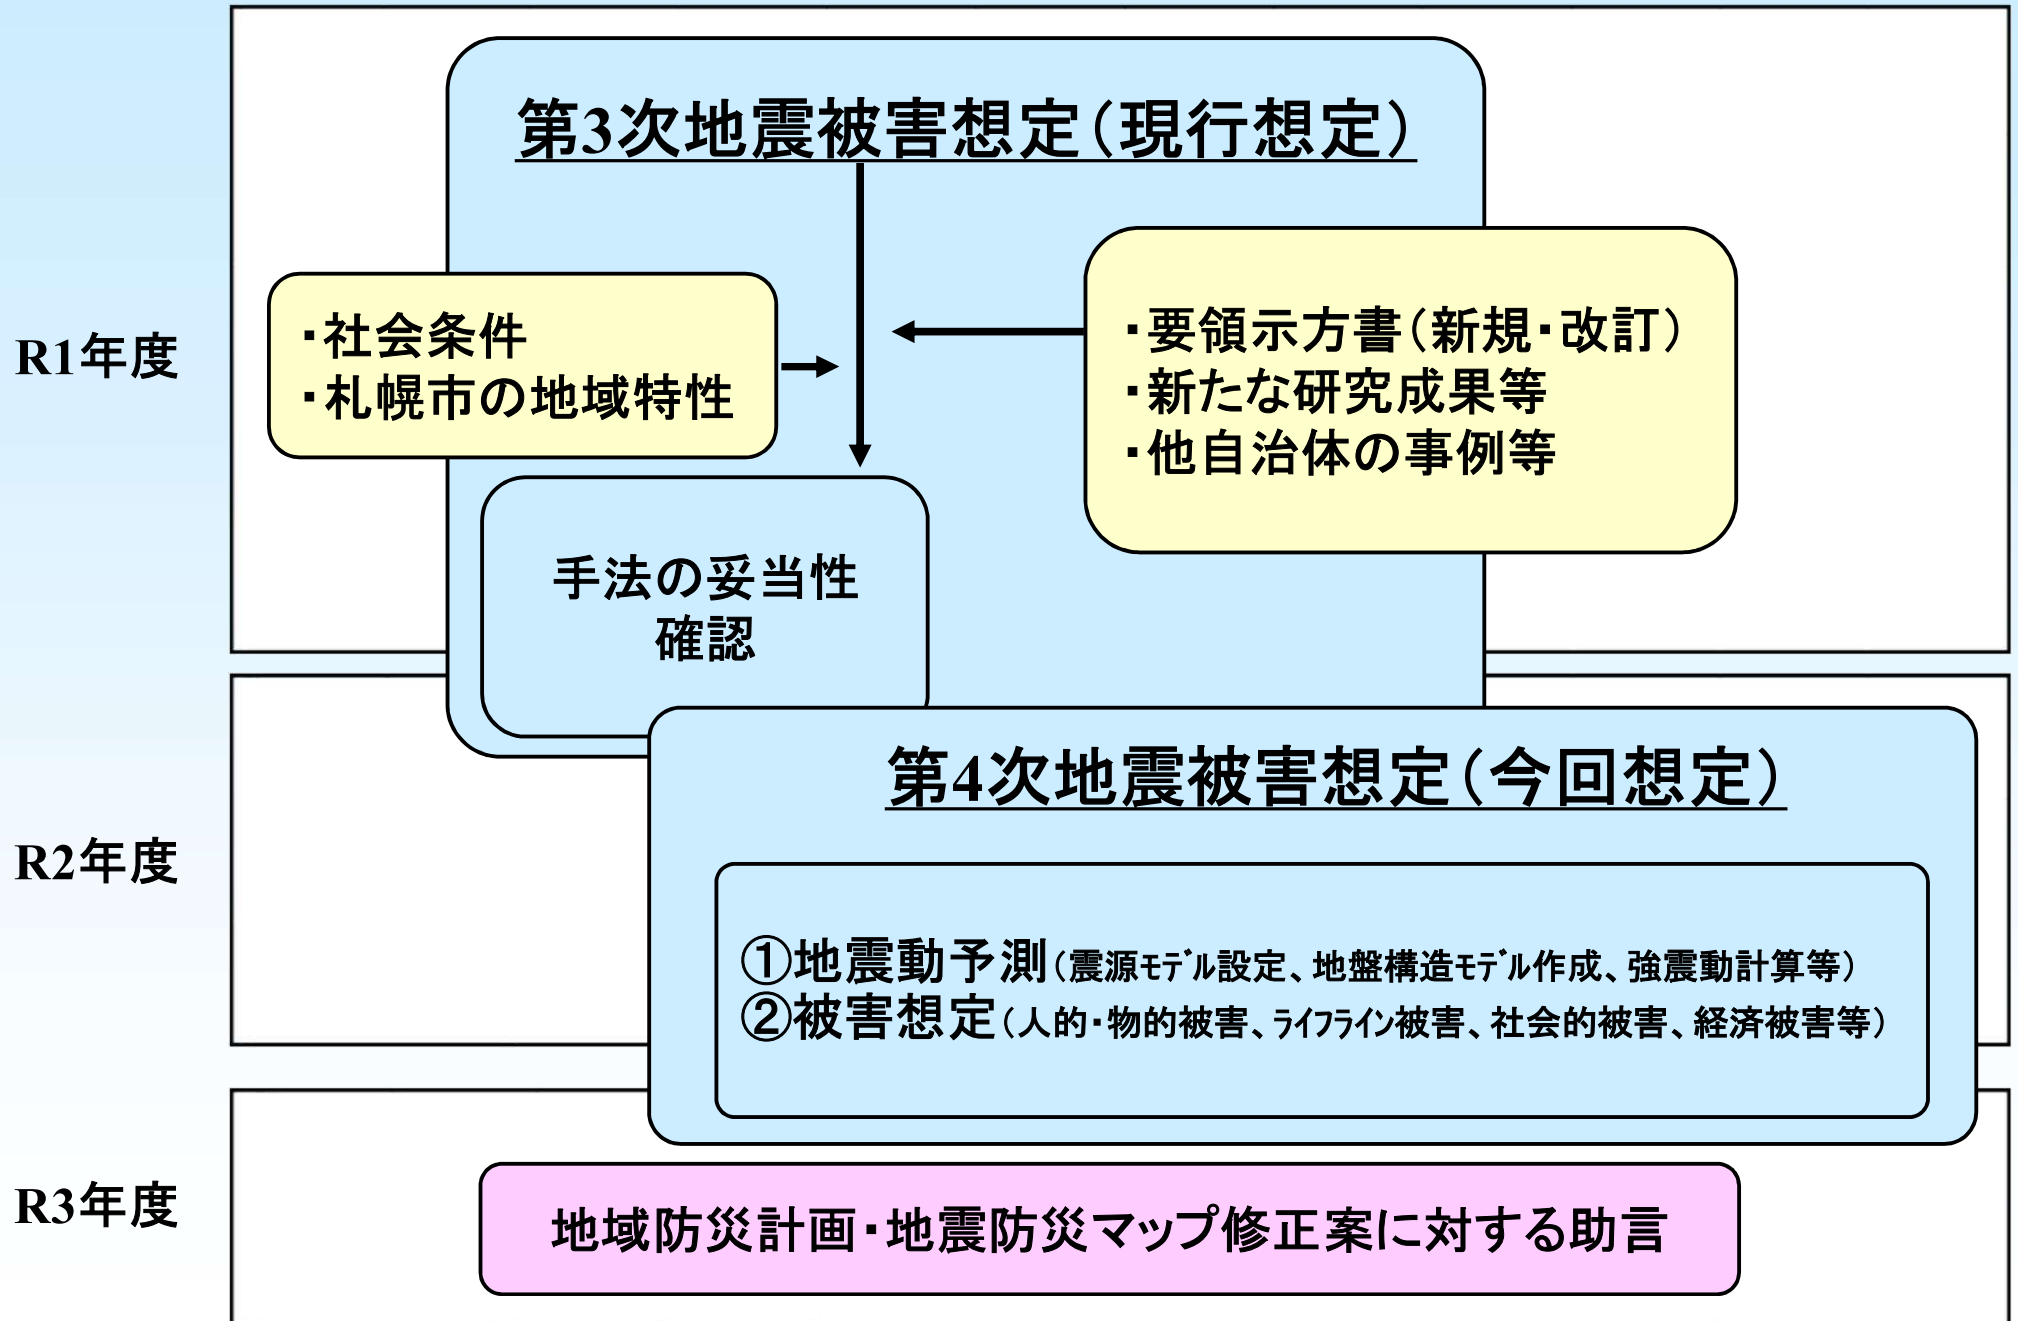 第3次地震被害想定（現行想定）
R1年度
・社会条件
・札幌市の地域特性
・要領示方書（新規・改訂）
・新たな研究成果等
・他自治体の事例等
手法の妥当性
確認
R2年度
第4次地震被害想定（今回想定）
①地震動予測（震源ﾓﾃﾞﾙ設定、地盤構造ﾓﾃﾞﾙ作成、強震動計算等）
②被害想定（人的・物的被害、ﾗｲﾌﾗｲﾝ被害、社会的被害、経済被害等）
R3年度
地域防災計画・地震防災マップ修正案に対する助言